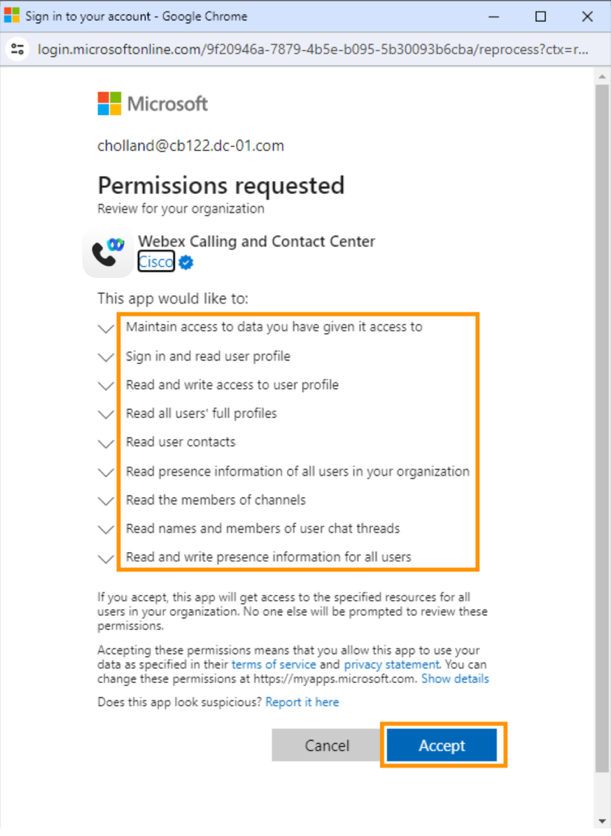 Sign in to your account - Google Chrome
login.microsoftonline.com/9f20946a-7879-4b5e-b095-5b30093b6cba/reprocess?ctx=r...
Microsoft
cholland@cb122.dc-01.com
Permissions requested
Review for your organization
Webex Calling and Contact Center
Cisco
This app would like to:
Maintain access to data you have given it access to
Sign in and read user profile
Read and write access to user profile
Read all users' full profiles
Read user contacts
Read presence information of all users in your organization
Read the members of channels
Read names and members of user chat threads
Read and write presence information for all users
If you accept, this app will get access to the specified resources for all
users in your organization. No one else will be prompted to review these
permissions.
Accepting these permissions means that you allow this app to use your
data as specified in their terms of service and privacy statement. You can
change these permissions at https://myapps.microsoft.com. Show details
Does this app look suspicious? Report it here
Cancel
Accept